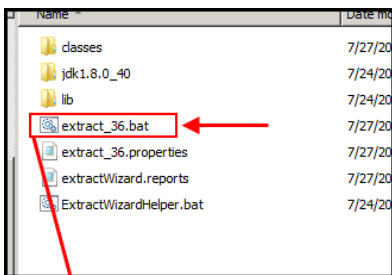 Name Date mo
classes 7/27/20
jdk1.8.0_40 7/24/20
lib 7/24/20
extract_36.bat 7/27/20
extract_36.properties 7/27/20
extractWizard.reports 7/27/20
ExtractWizardHelper.bat 7/24/20